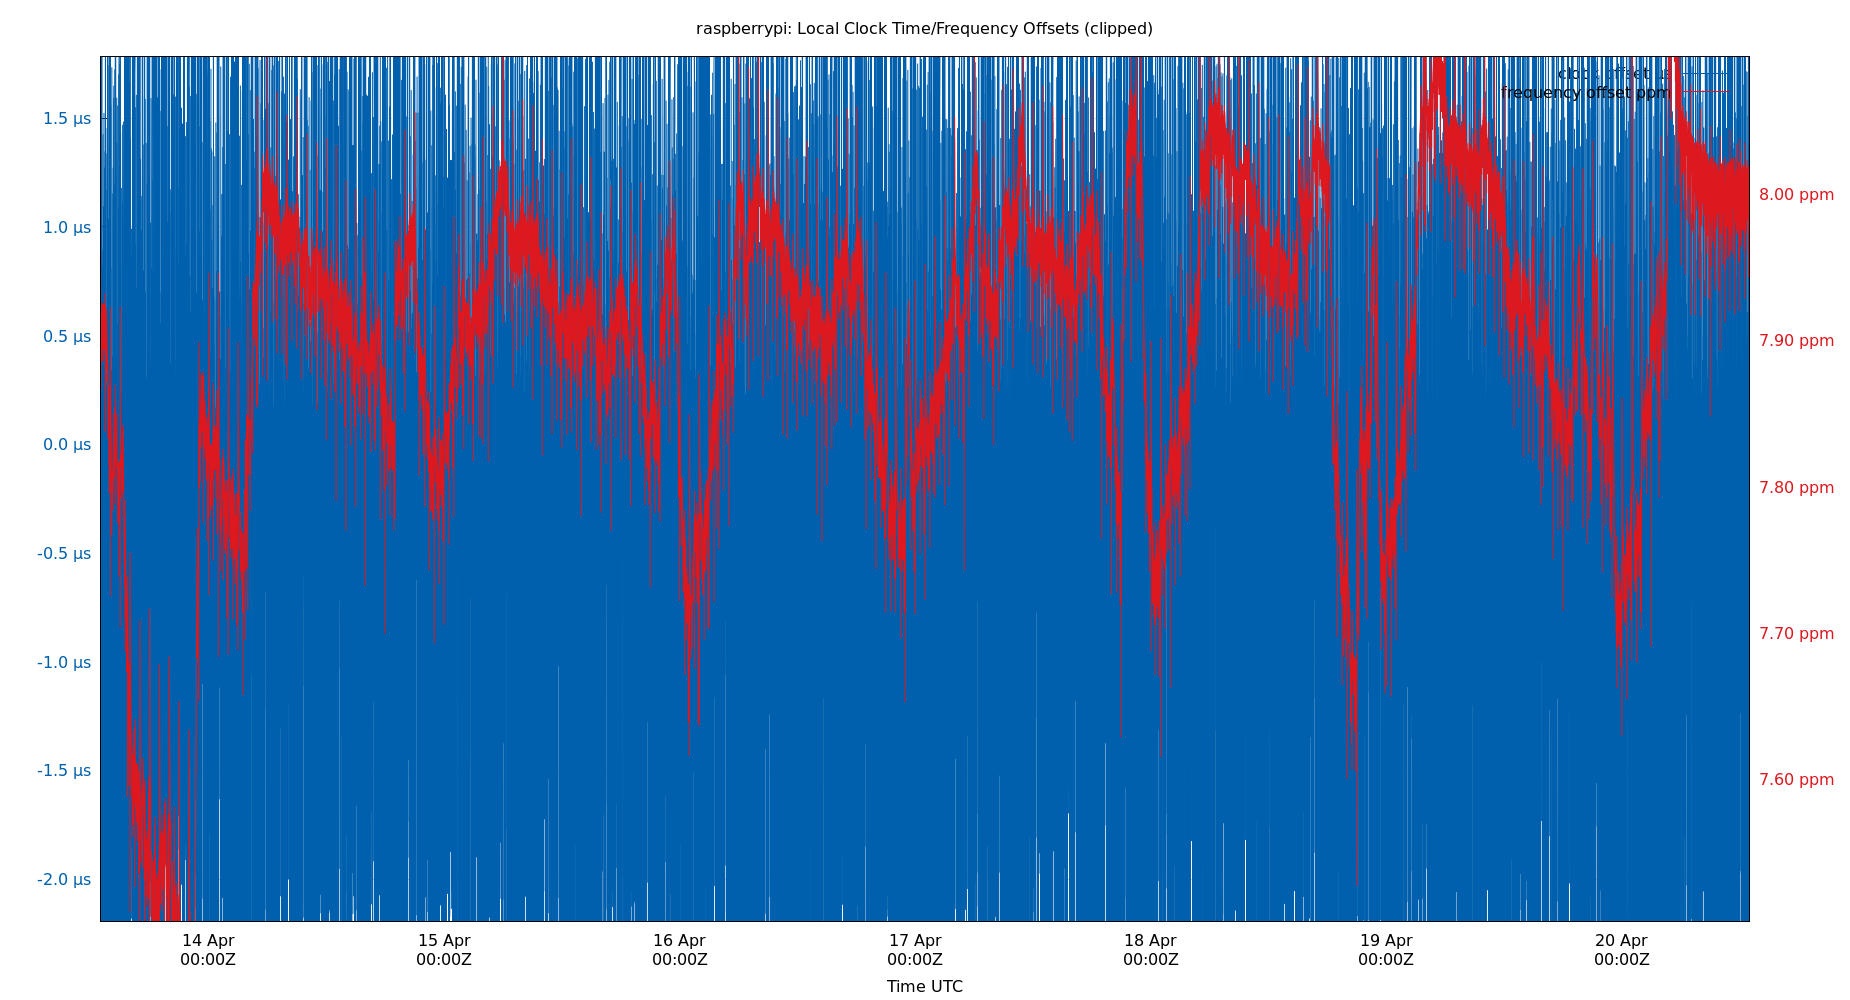 raspberrypi: Local Clock Time/Frequency Offsets (clipped)
clock offset µs
frequency offset ppm
1.5 µs
1.0 µs
0.5 µs
0.0 µs
-0.5 µs
-1.0 µs
-1.5 µs
-2.0 µs
8.00 ppm
7.90 ppm
7.80 ppm
7.70 ppm
7.60 ppm
14 Apr
00:00Z
15 Apr
00:00Z
16 Apr
00:00Z
17 Apr
00:00Z
18 Apr
00:00Z
19 Apr
00:00Z
20 Apr
00:00Z
Time UTC